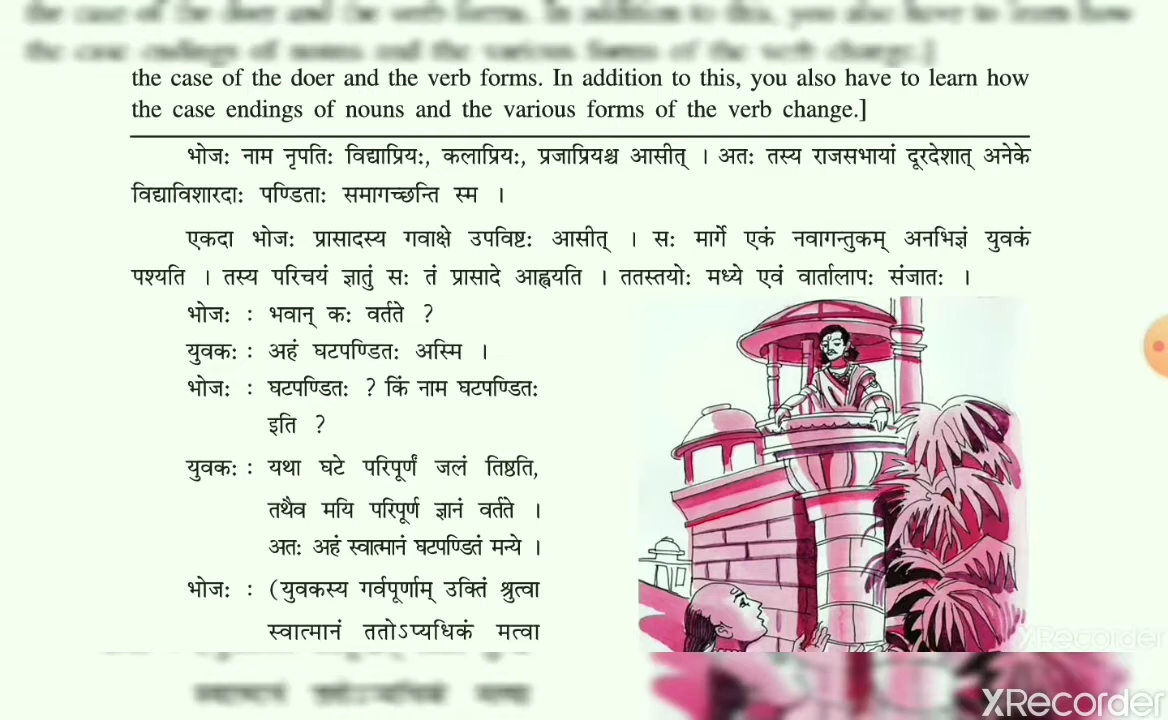 the case of the doer and the verb forms. In addition to this, you also have to learn how
the case endings of nouns and the various forms of the verb change.]
भोजः नाम नृपतिः विद्याप्रियः, कलाप्रियः, प्रजाप्रियश्च आसीत् । अतः तस्य राजसभायां दूरदेशात् अनेके
विद्याविशारदाः पण्डिताः समागच्छन्ति स्म ।
एकदा भोजः प्रासादस्य गवाक्षे उपविष्टः आसीत् । सः मार्गे एकं नवागन्तुकम् अनभिज्ञं युवकं
पश्यति । तस्य परिचयं ज्ञातुं सः तं प्रासादे आह्वयति । ततस्तयोः मध्ये एवं वार्तालापः संजातः ।
भोजः : भवान् कः वर्तते ?
युवकः : अहं घटपण्डितः अस्मि ।
भोजः : घटपण्डितः ? किं नाम घटपण्डितः
इति ?
युवकः : यथा घटे परिपूर्णं जलं तिष्ठति,
तथैव मयि परिपूर्ण ज्ञानं वर्तते ।
अतः अहं स्वात्मानं घटपण्डितं मन्ये ।
भोजः : (युवकस्य गर्वपूर्णाम् उक्तिं श्रुत्वा
स्वात्मानं ततोऽप्यधिकं मत्वा
XRecorder
XRecorder